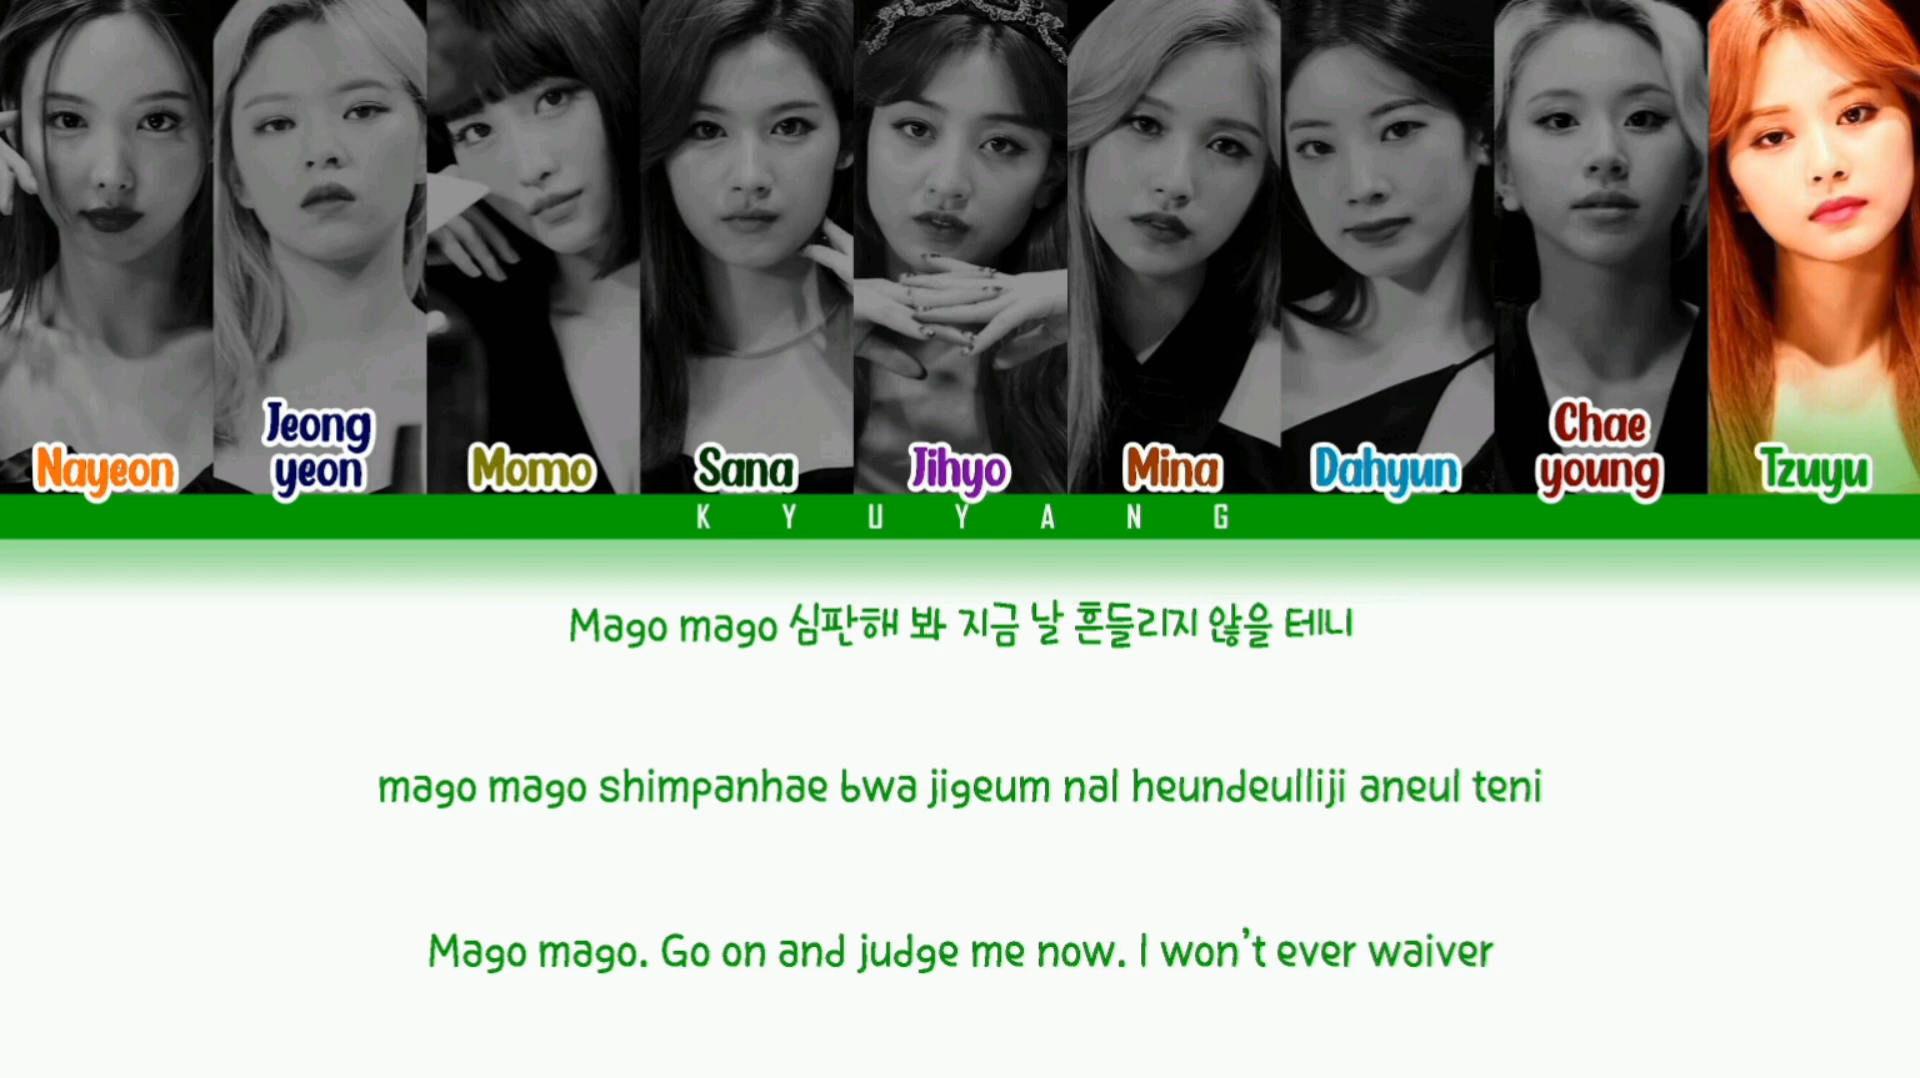 Nayeon
Jeong
yeon
Momo
Sana
Jihyo
Mina
Dahyun
Chae
young
Tzuyu
K Y U Y A N G
Mago mago 심판해 봐 지금 날 흔들리지 않을 테니
mago mago shimpanhae bwa jigeum nal heundeulliji aneul teni
Mago mago. Go on and judge me now. I won't ever waiver